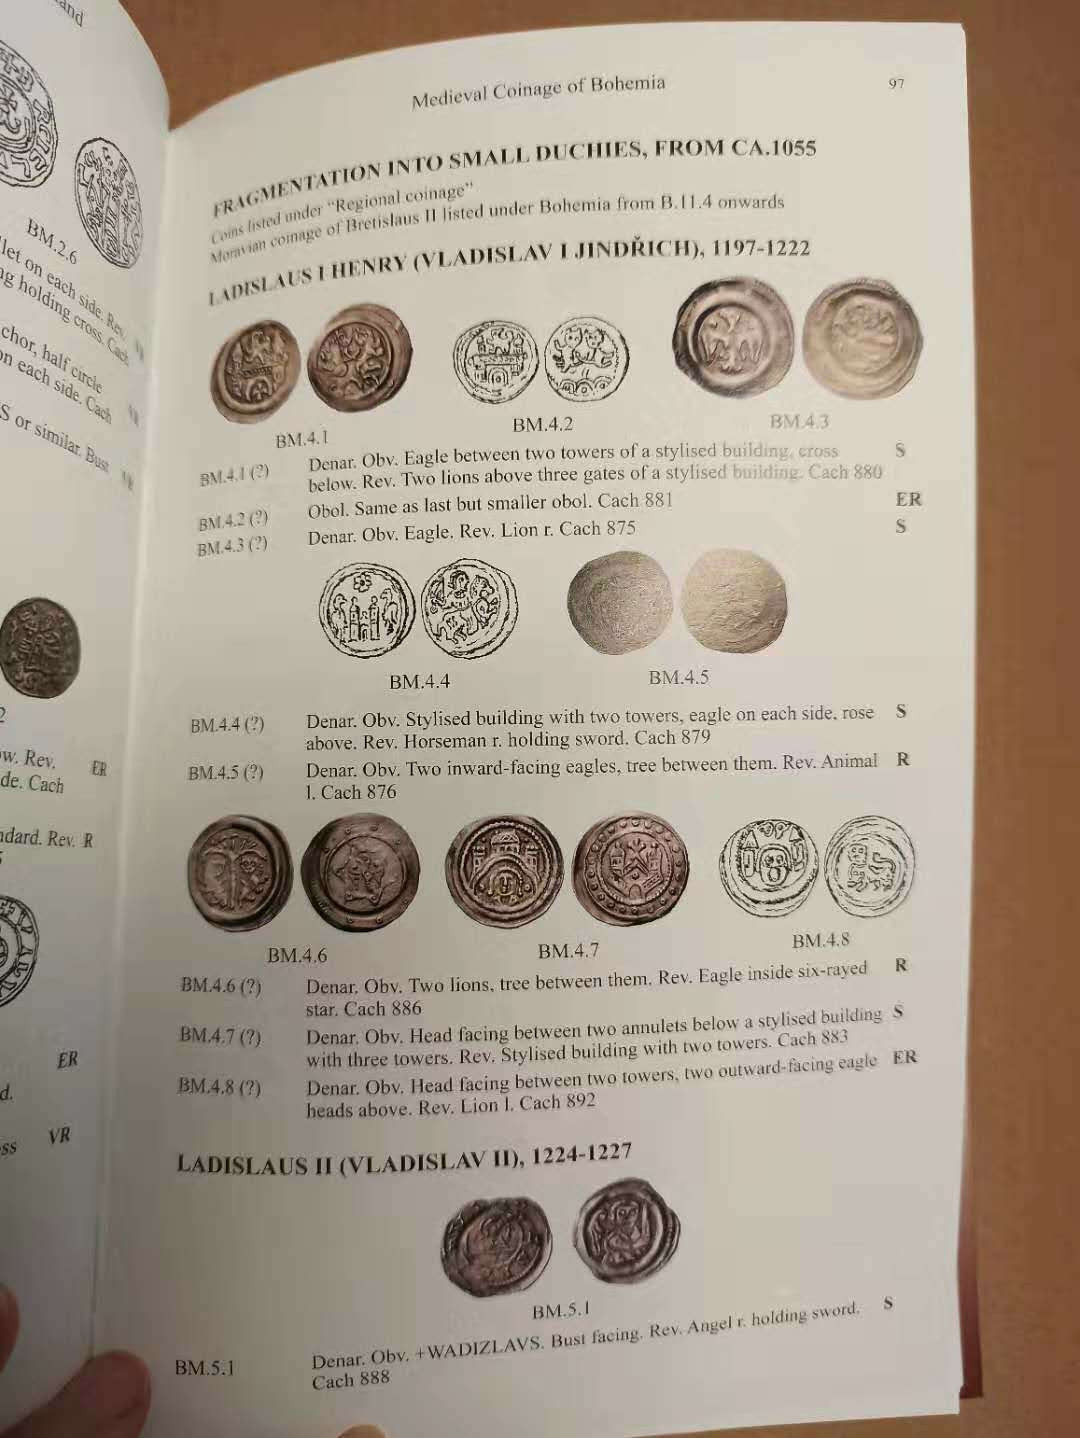 and
BM.2.6
let on each side. Rev.
ng holding cross. Cach
chor, half circle
on each side. Cach
S or similar. Bust
2
ow. Rev. ER
de. Cach
ndard. Rev. R
5
ER
d.
ss VR
Medieval Coinage of Bohemia 97
FRAGMENTATION INTO SMALL DUCHIES, FROM CA.1055
Coins listed under "Regional coinage"
Moravian coinage of Bretislaus II listed under Bohemia from B.11.4 onwards
LADISLAUS I HENRY (VLADISLAV I JINDŘICH), 1197-1222
BM.4.1 BM.4.2 BM.4.3
BM.4.1 (?) Denar. Obv. Eagle between two towers of a stylised building, cross S
below. Rev. Two lions above three gates of a stylised building. Cach 880
BM.4.2 (?) Obol. Same as last but smaller obol. Cach 881 ER
BM.4.3 (?) Denar. Obv. Eagle. Rev. Lion r. Cach 875 S
BM.4.4 BM.4.5
BM.4.4 (?) Denar. Obv. Stylised building with two towers, eagle on each side, rose S
above. Rev. Horseman r. holding sword. Cach 879
BM.4.5 (?) Denar. Obv. Two inward-facing eagles, tree between them. Rev. Animal R
l. Cach 876
BM.4.6 BM.4.7 BM.4.8
BM.4.6 (?) Denar. Obv. Two lions, tree between them. Rev. Eagle inside six-rayed R
star. Cach 886
BM.4.7 (?) Denar. Obv. Head facing between two annulets below a stylised building S
with three towers. Rev. Stylised building with two towers. Cach 883
BM.4.8 (?) Denar. Obv. Head facing between two towers, two outward-facing eagle ER
heads above. Rev. Lion l. Cach 892
LADISLAUS II (VLADISLAV II), 1224-1227
BM.5.1
BM.5.1 Denar. Obv. +WADIZLAVS. Bust facing. Rev. Angel r. holding sword. S
Cach 888